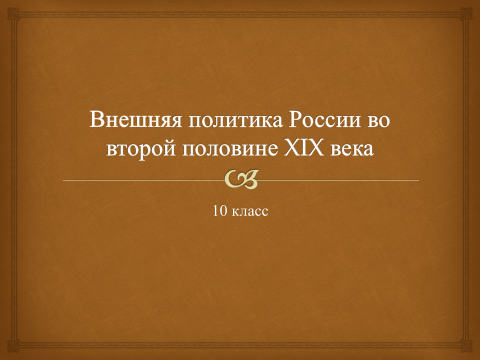 Внешняя политика России во
второй половине XIX века
10 класс